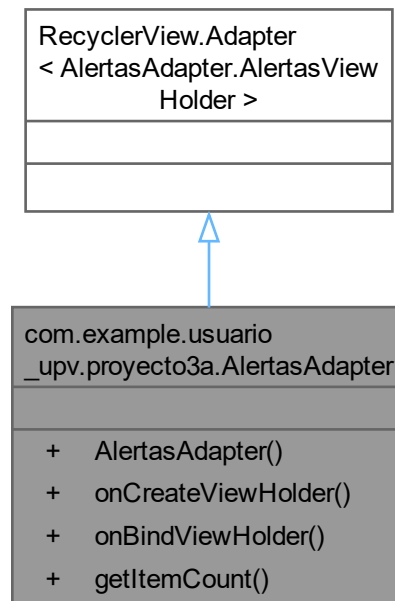 RecyclerView.Adapter
< AlertasAdapter.AlertasView
Holder >
com.example.usuario
_upv.proyecto3a.AlertasAdapter
+ AlertasAdapter()
+ onCreateViewHolder()
+ onBindViewHolder()
+ getItemCount()